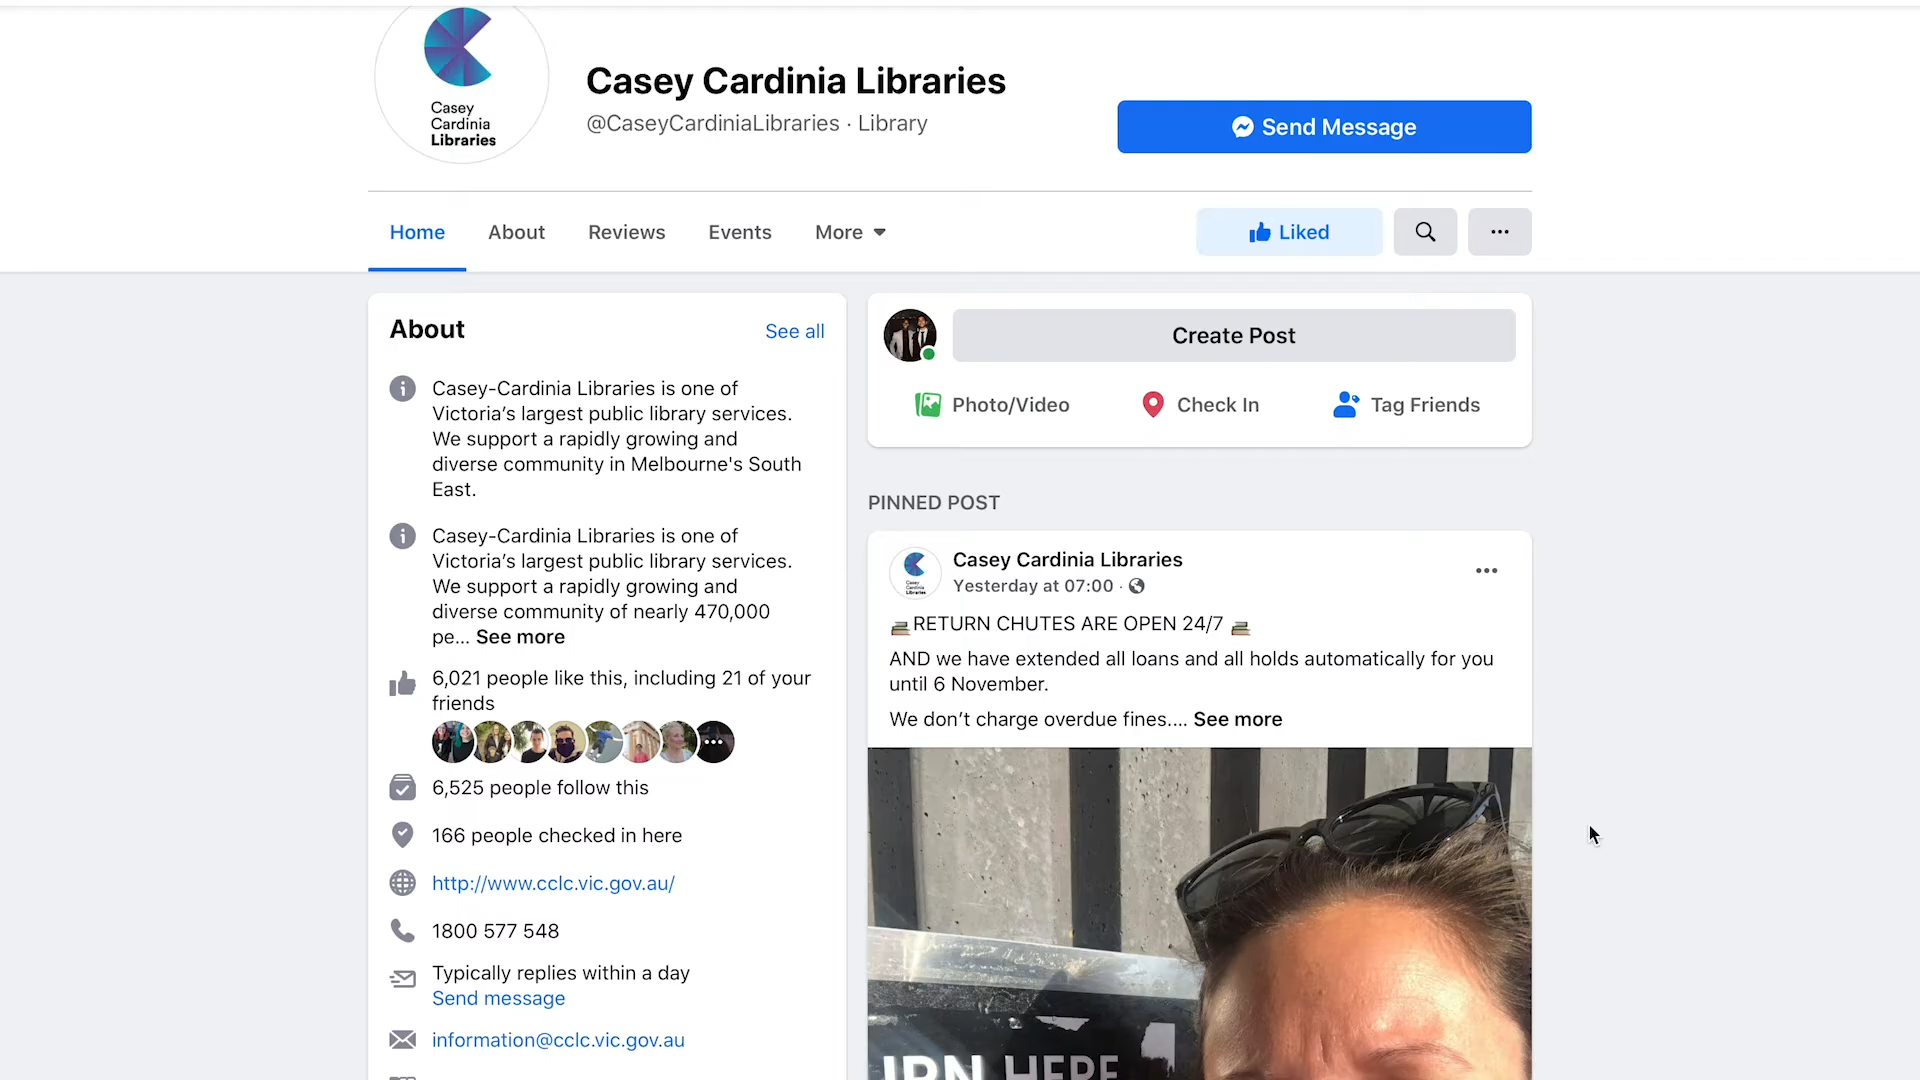 Casey
Cardinia
Libraries
Casey Cardinia Libraries
@CaseyCardiniaLibraries · Library
Send Message
Home
About
Reviews
Events
More
Liked
About
See all
Casey-Cardinia Libraries is one of
Victoria’s largest public library services.
We support a rapidly growing and
diverse community in Melbourne's South
East.
Casey-Cardinia Libraries is one of
Victoria’s largest public library services.
We support a rapidly growing and
diverse community of nearly 470,000
pe... See more
6,021 people like this, including 21 of your
friends
6,525 people follow this
166 people checked in here
http://www.cclc.vic.gov.au/
1800 577 548
Typically replies within a day
Send message
information@cclc.vic.gov.au
Create Post
Photo/Video
Check In
Tag Friends
PINNED POST
Casey
Cardinia
Libraries
Casey Cardinia Libraries
Yesterday at 07:00 ·
RETURN CHUTES ARE OPEN 24/7
AND we have extended all loans and all holds automatically for you
until 6 November.
We don’t charge overdue fines.... See more
URN HERE